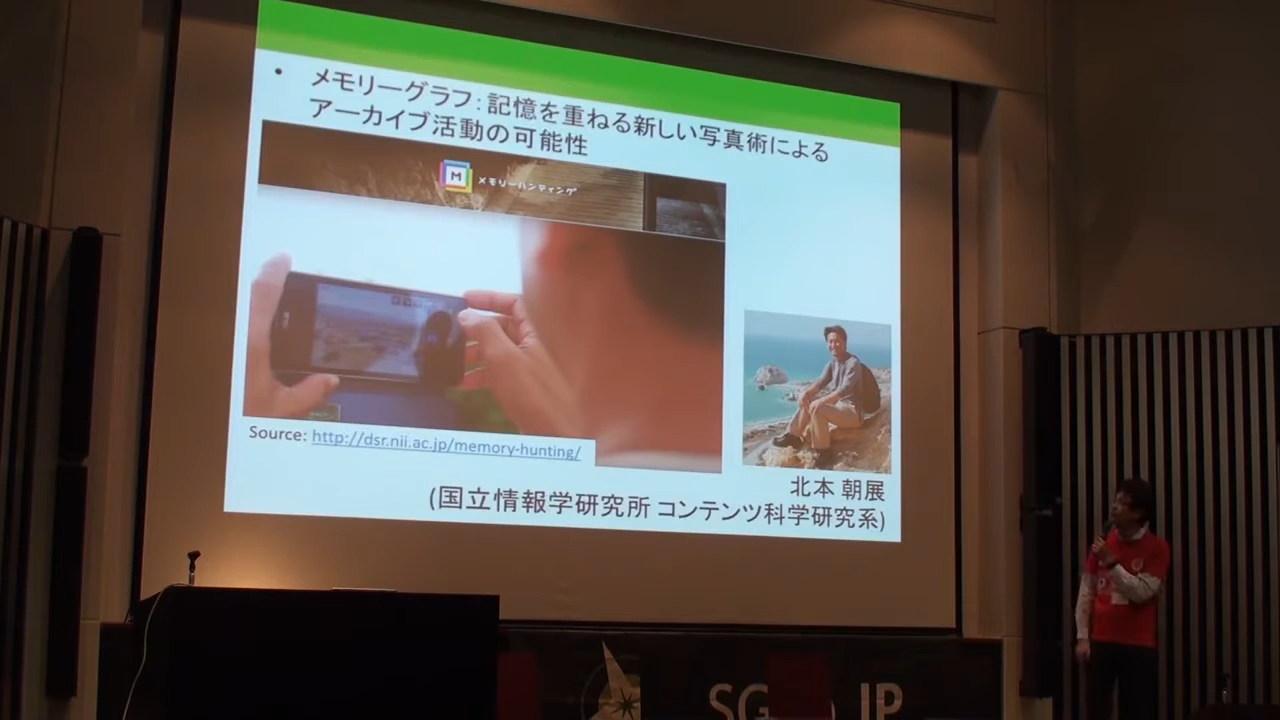 • メモリーグラフ：記憶を重ねる新しい写真術による
アーカイブ活動の可能性
M メモリーハンティング
Source: http://dsr.nii.ac.jp/memory-hunting/
北本 朝展
(国立情報学研究所 コンテンツ科学研究系)
JP